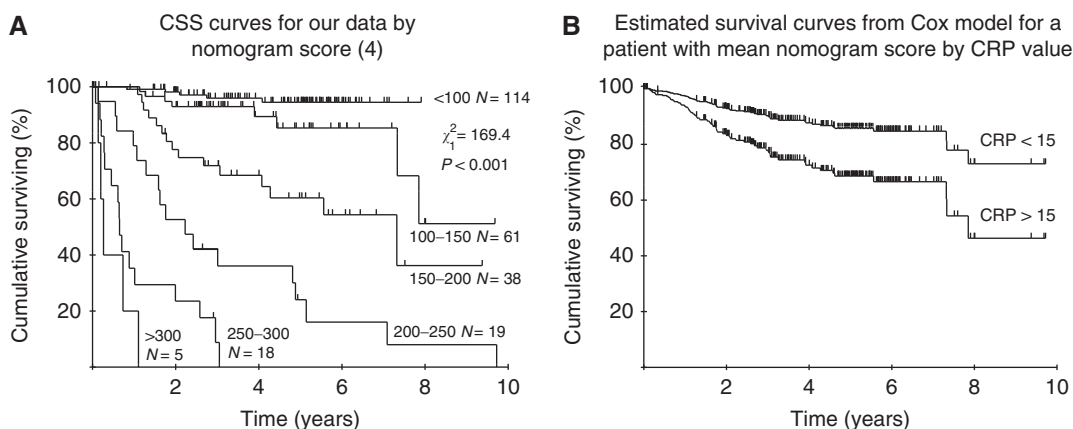 A
CSS curves for our data by
nomogram score (4)
Cumulative surviving (%)
100
80
60
40
20
2
4
6
8
10
Time (years)
<100 N = 114
χ²₁ = 169.4
P < 0.001
100–150 N = 61
150–200 N = 38
200–250 N = 19
250–300
N = 18
>300
N = 5
B
Estimated survival curves from Cox model for a
patient with mean nomogram score by CRP value
Cumulative surviving (%)
100
80
60
40
20
0
2
4
6
8
10
Time (years)
CRP < 15
CRP > 15